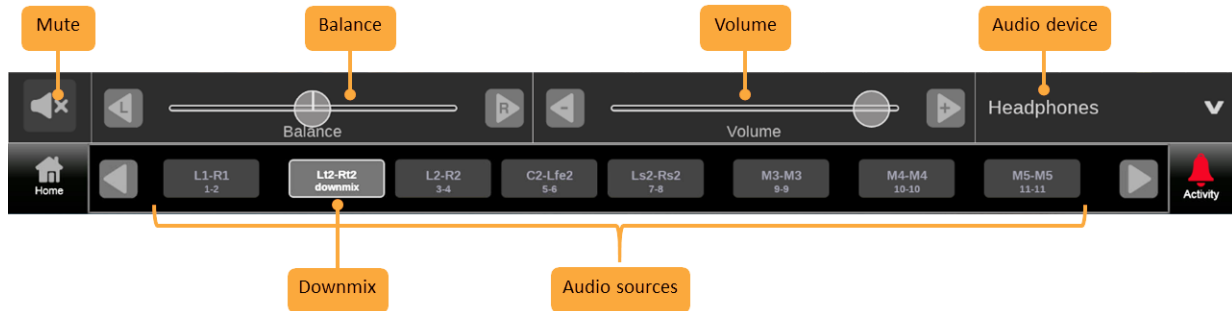 Mute
Balance
Volume
Audio device
L
R
-
+
Headphones
Balance
Volume
Home
L1-R1
1-2
Lt2-Rt2
downmix
L2-R2
3-4
C2-Lfe2
5-6
Ls2-Rs2
7-8
M3-M3
9-9
M4-M4
10-10
M5-M5
11-11
Activity
Downmix
Audio sources